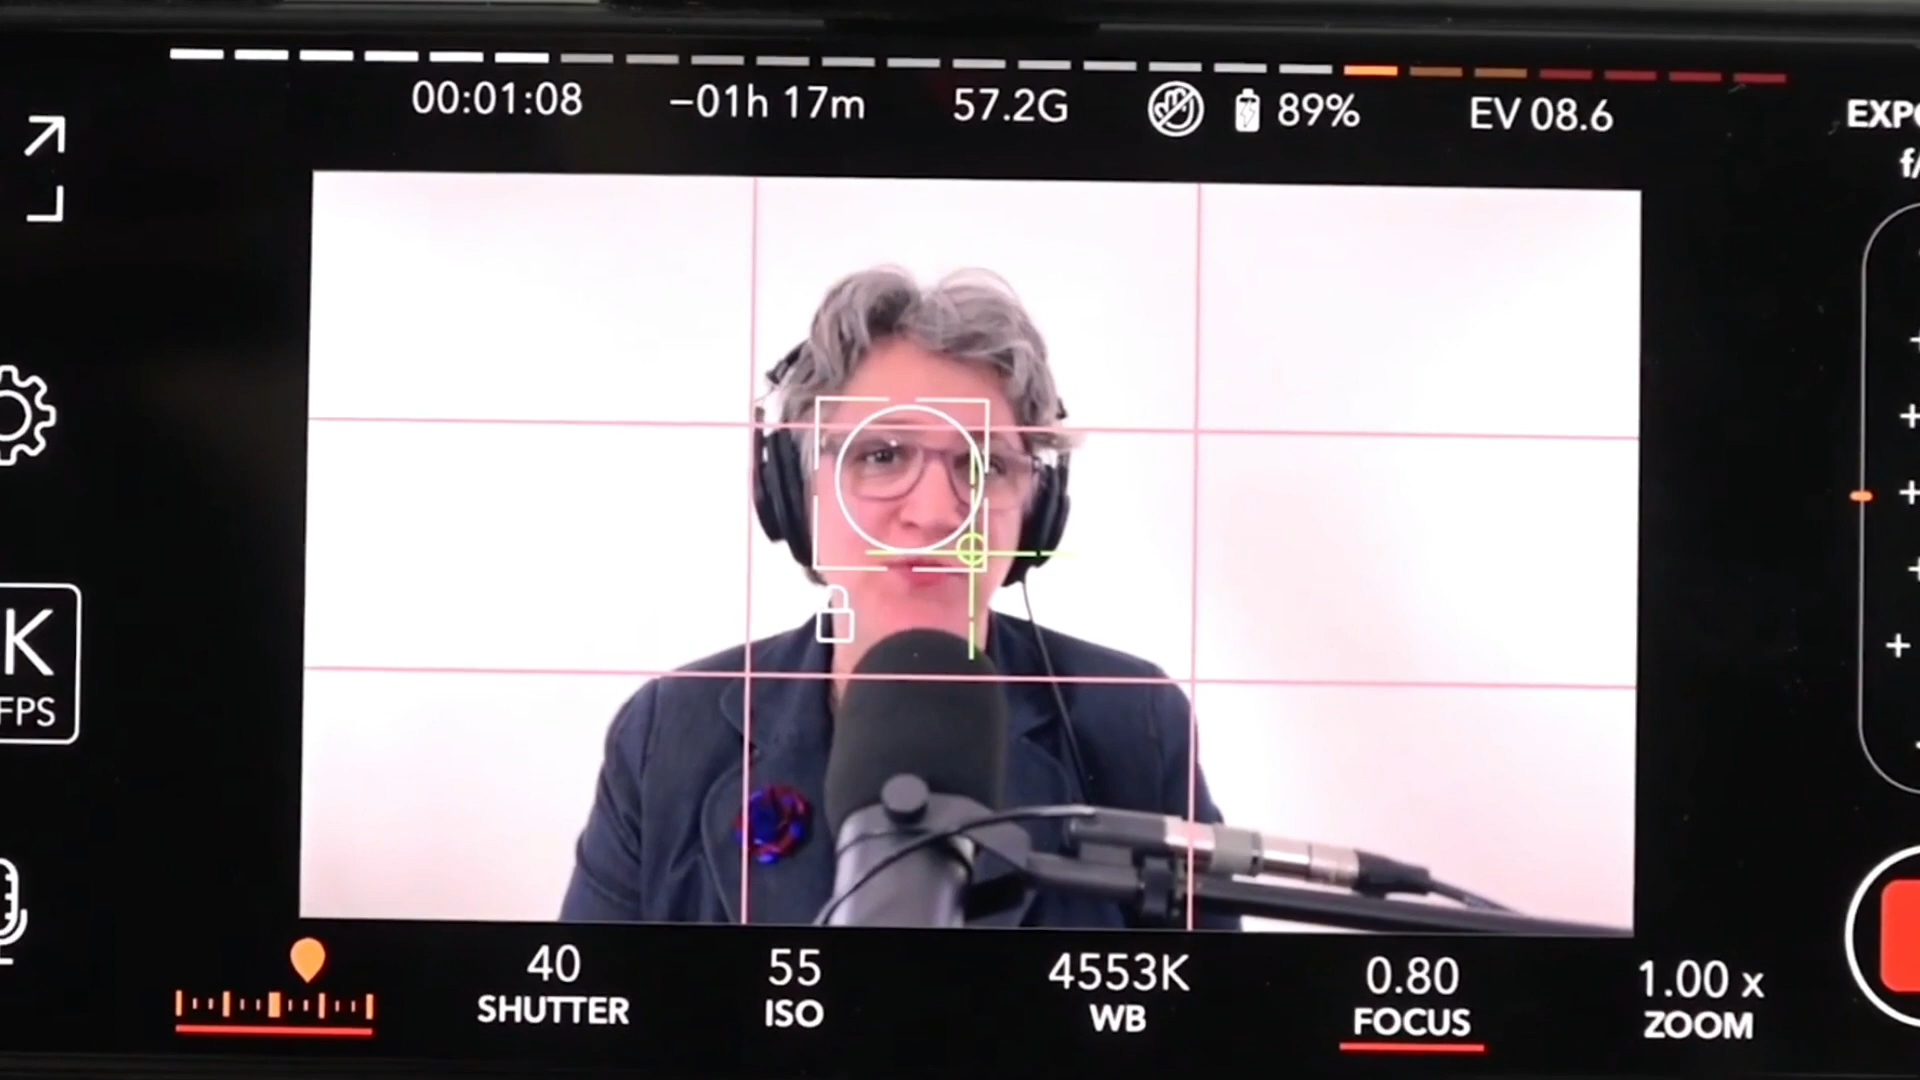 00:01:08 −01h 17m 57.2G 89% EV 08.6
K
FPS
40 55 4553K 0.80 1.00 x
SHUTTER ISO WB FOCUS ZOOM